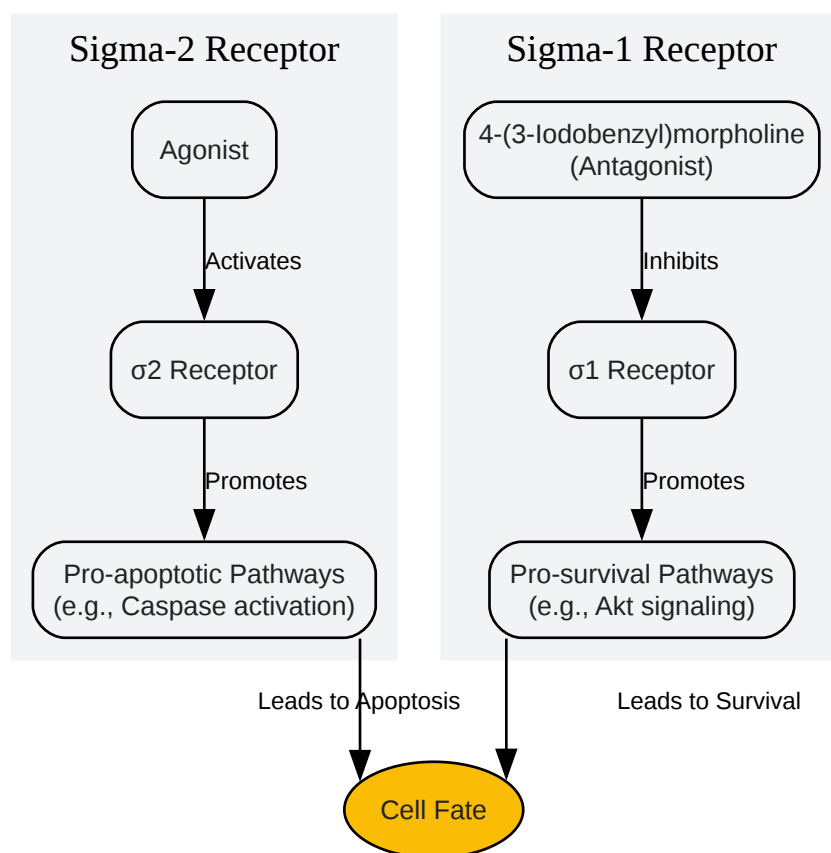 Sigma-2 Receptor
Agonist
Activates
σ2 Receptor
Promotes
Pro-apoptotic Pathways
(e.g., Caspase activation)
Leads to Apoptosis
Sigma-1 Receptor
4-(3-Iodobenzyl)morpholine
(Antagonist)
Inhibits
σ1 Receptor
Promotes
Pro-survival Pathways
(e.g., Akt signaling)
Leads to Survival
Cell Fate